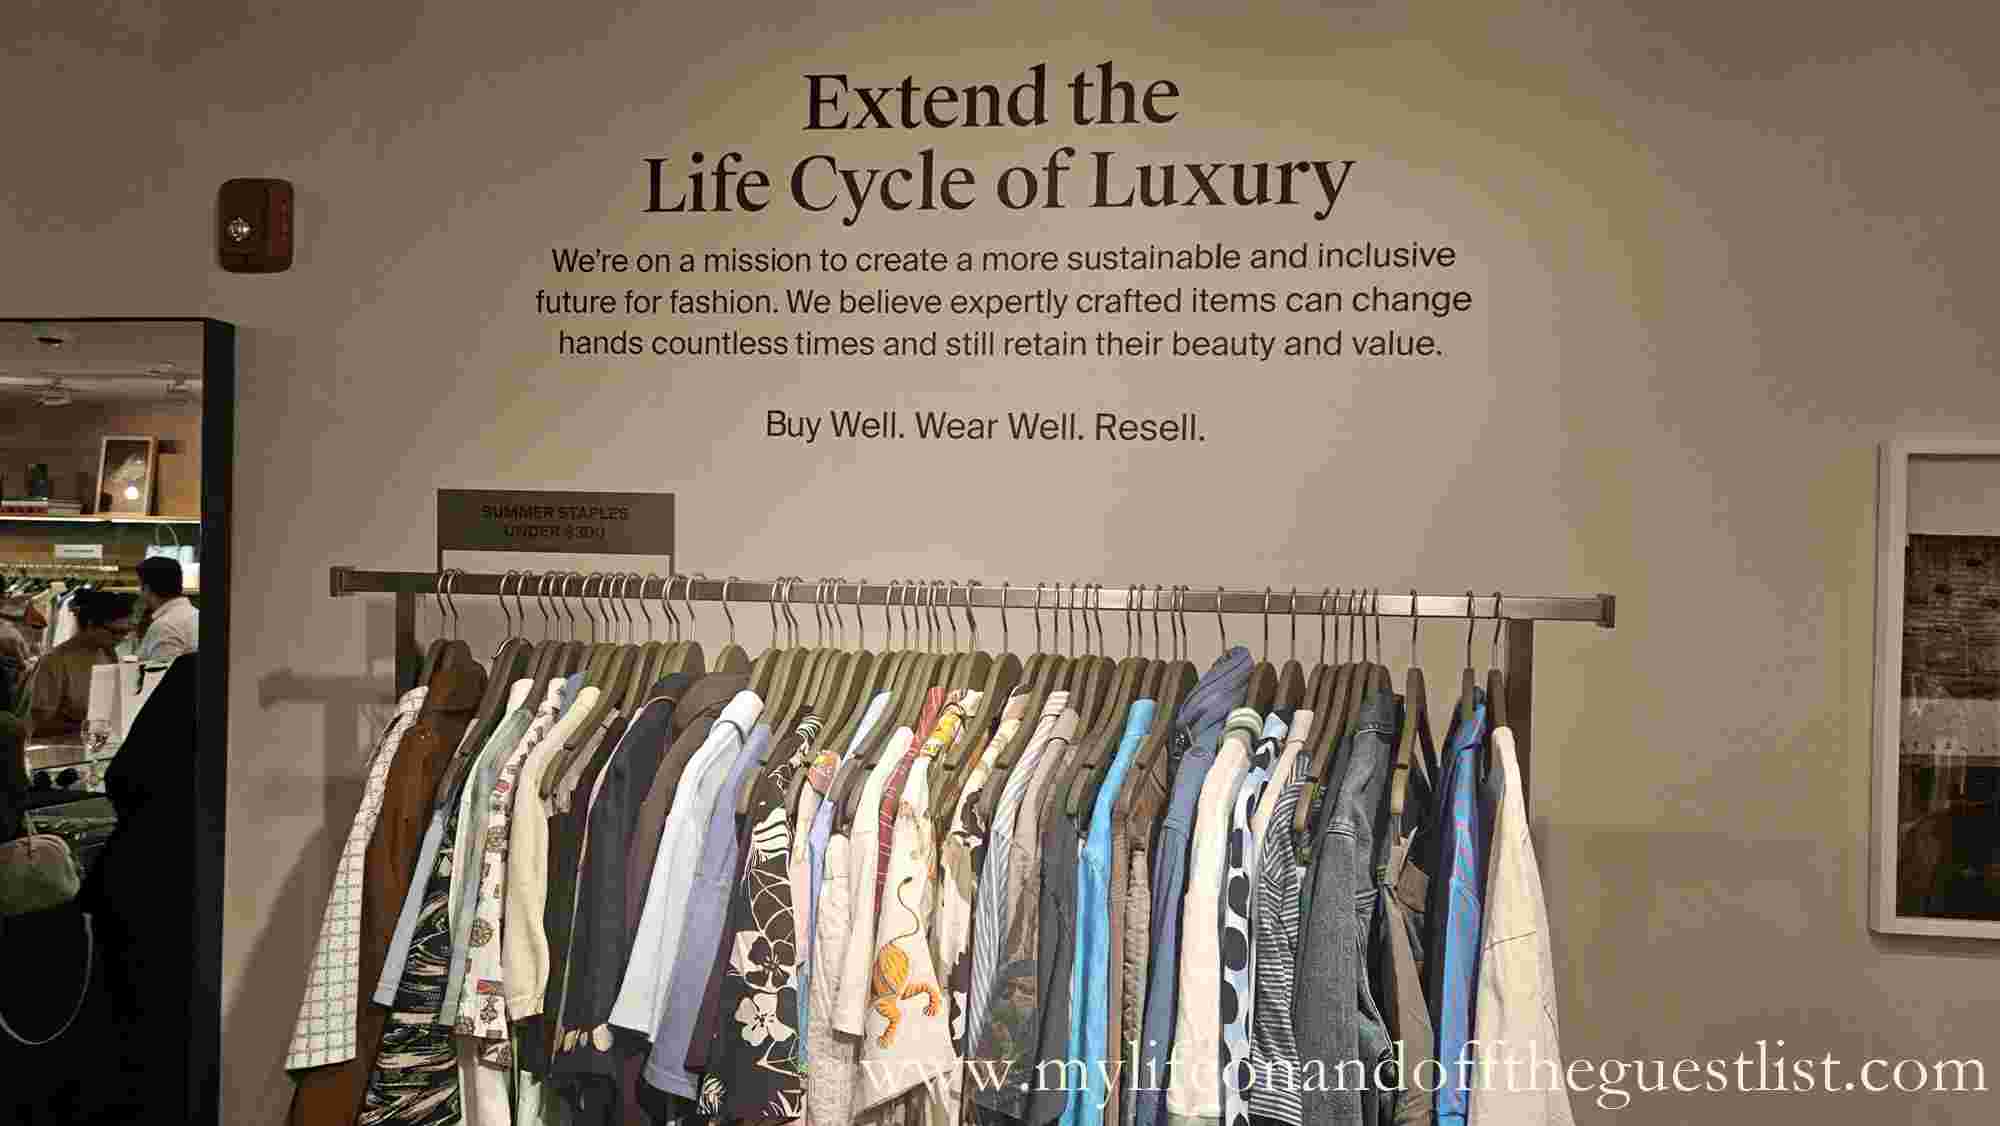 Extend the
Life Cycle of Luxury
We're on a mission to create a more sustainable and inclusive
future for fashion. We believe expertly crafted items can change
hands countless times and still retain their beauty and value.
Buy Well. Wear Well. Resell.
SUMMER STAPLES
UNDER $300
www.mylifeonandofftheguestlist.com